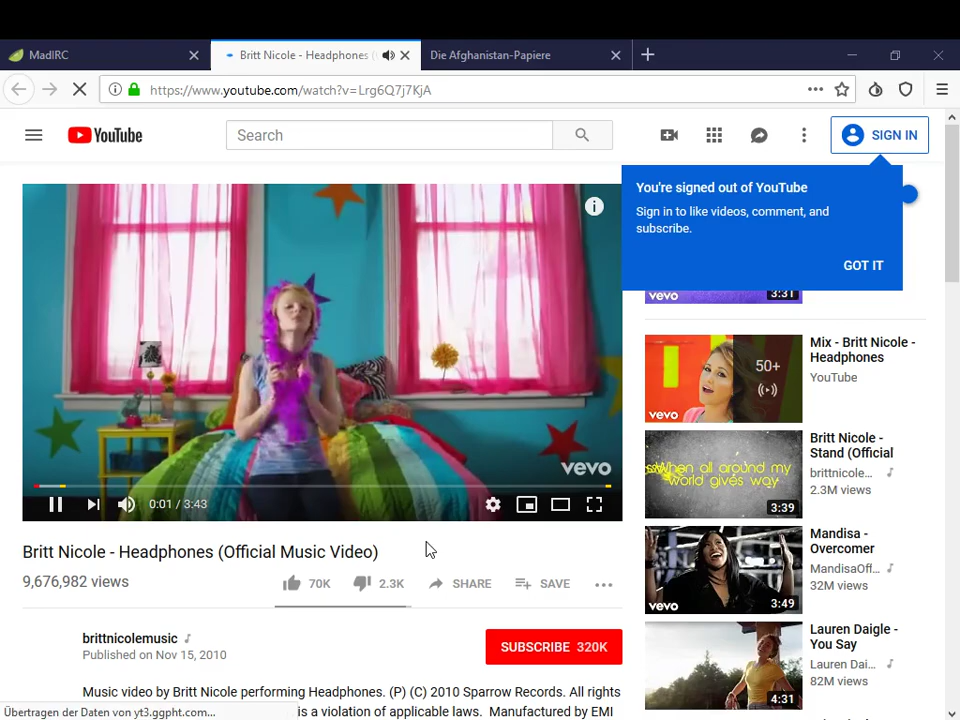 MadIRC
Britt Nicole - Headphones (
Die Afghanistan-Papiere
https://www.youtube.com/watch?v=Lrg6Q7j7KjA
YouTube
Search
SIGN IN
You're signed out of YouTube
Sign in to like videos, comment, and
subscribe.
GOT IT
vevo
3:31
vevo
0:01 / 3:43
Mix - Britt Nicole -
Headphones
YouTube
50+
vevo
Britt Nicole -
Stand (Official
brittnicole...
2.3M views
When all around my
world gives way
vevo
3:39
Mandisa -
Overcomer
MandisaOff...
32M views
vevo
3:49
Lauren Daigle -
You Say
Lauren Dai...
82M views
4:31
Britt Nicole - Headphones (Official Music Video)
9,676,982 views
70K
2.3K
SHARE
SAVE
brittnicolemusic
Published on Nov 15, 2010
SUBSCRIBE 320K
Music video by Britt Nicole performing Headphones. (P) (C) 2010 Sparrow Records. All rights
is a violation of applicable laws. Manufactured by EMI
Übertragen der Daten von yt3.ggpht.com...